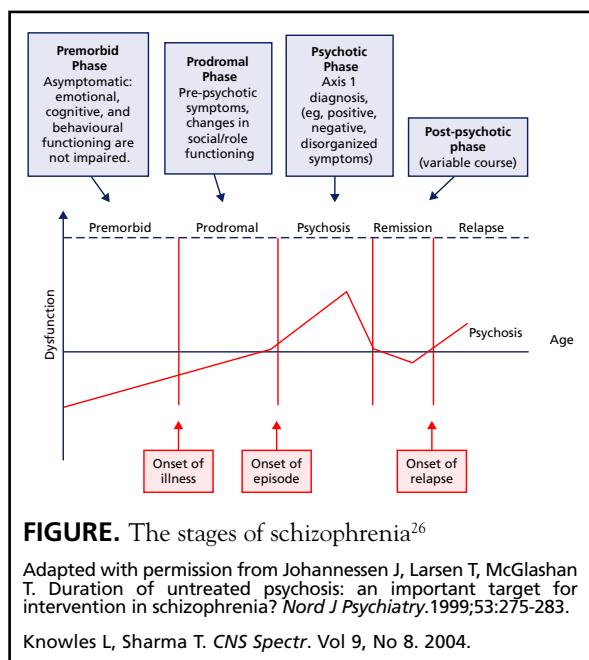 Premorbid
Phase
Asymptomatic:
emotional,
cognitive, and
behavioural
functioning are
not impaired.
Prodromal
Phase
Pre-psychotic
symptoms,
changes in
social/role
functioning
Psychotic
Phase
Axis 1
diagnosis,
(eg, positive,
negative,
disorganized
symptoms)
Post-psychotic
phase
(variable course)
Premorbid
Prodromal
Psychosis
Remission
Relapse
Dysfunction
Psychosis
Age
Onset of
illness
Onset of
episode
Onset of
relapse
FIGURE. The stages of schizophrenia26
Adapted with permission from Johannessen J, Larsen T, McGlashan
T. Duration of untreated psychosis: an important target for
intervention in schizophrenia? Nord J Psychiatry.1999;53:275-283.
Knowles L, Sharma T. CNS Spectr. Vol 9, No 8. 2004.